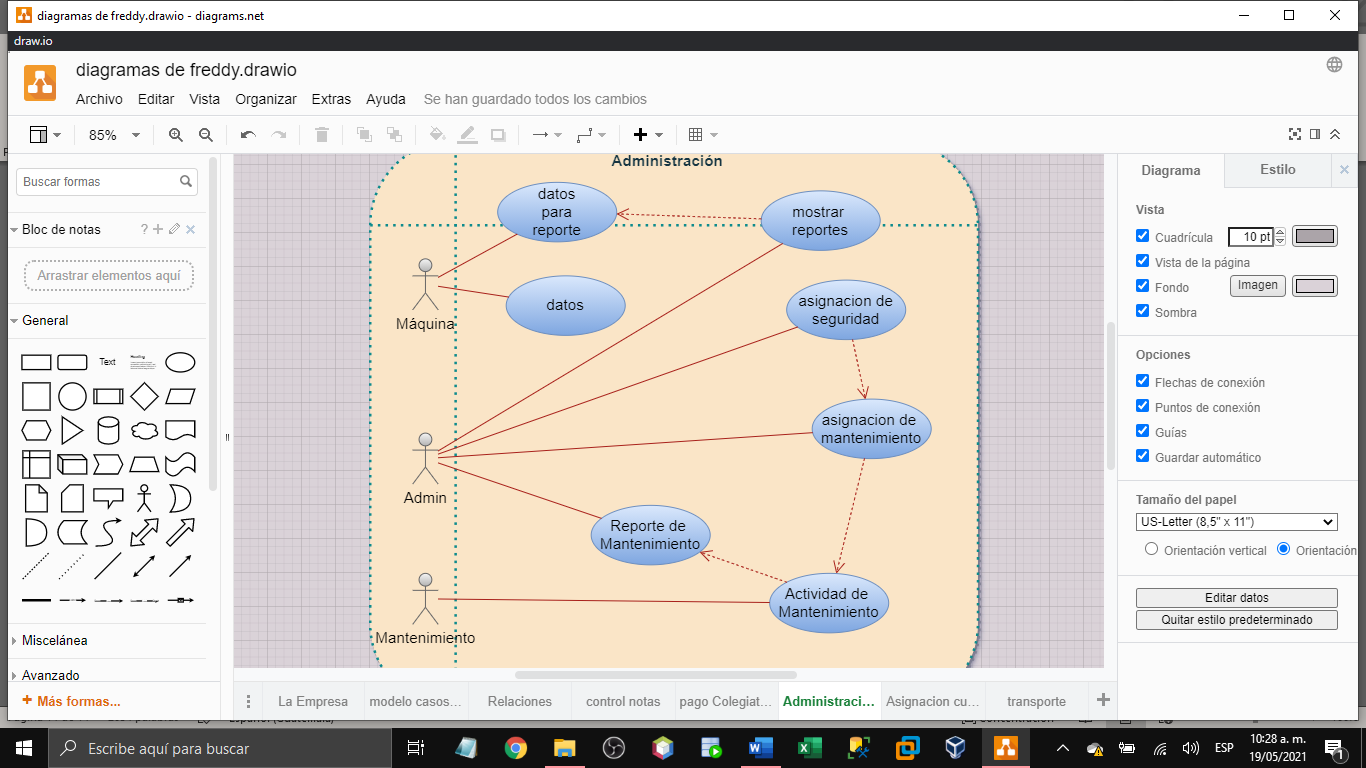 diagramas de freddy.drawio - diagrams.net
draw.io
diagramas de freddy.drawio
Archivo Editar Vista Organizar Extras Ayuda Se han guardado todos los cambios
85%
Buscar formas
Bloc de notas
?
Arrastrar elementos aquí
General
Text
Heading
Miscelánea
Avanzado
+ Más formas...
Administración
datos
para
reporte
mostrar
reportes
Máquina
datos
asignacion de
seguridad
asignacion de
mantenimiento
Admin
Reporte de
Mantenimiento
Actividad de
Mantenimiento
Mantenimiento
La Empresa
modelo casos...
Relaciones
control notas
pago Colegiat...
Administraci...
Asignacion cu...
transporte
Diagrama
Estilo
Vista
Cuadrícula
10 pt
Vista de la página
Fondo
Imagen
Sombra
Opciones
Flechas de conexión
Puntos de conexión
Guías
Guardar automático
Tamaño del papel
US-Letter (8,5" x 11")
Orientación vertical
Orientación
Editar datos
Quitar estilo predeterminado
Escribe aquí para buscar
ESP
10:28 a. m.
19/05/2021
1